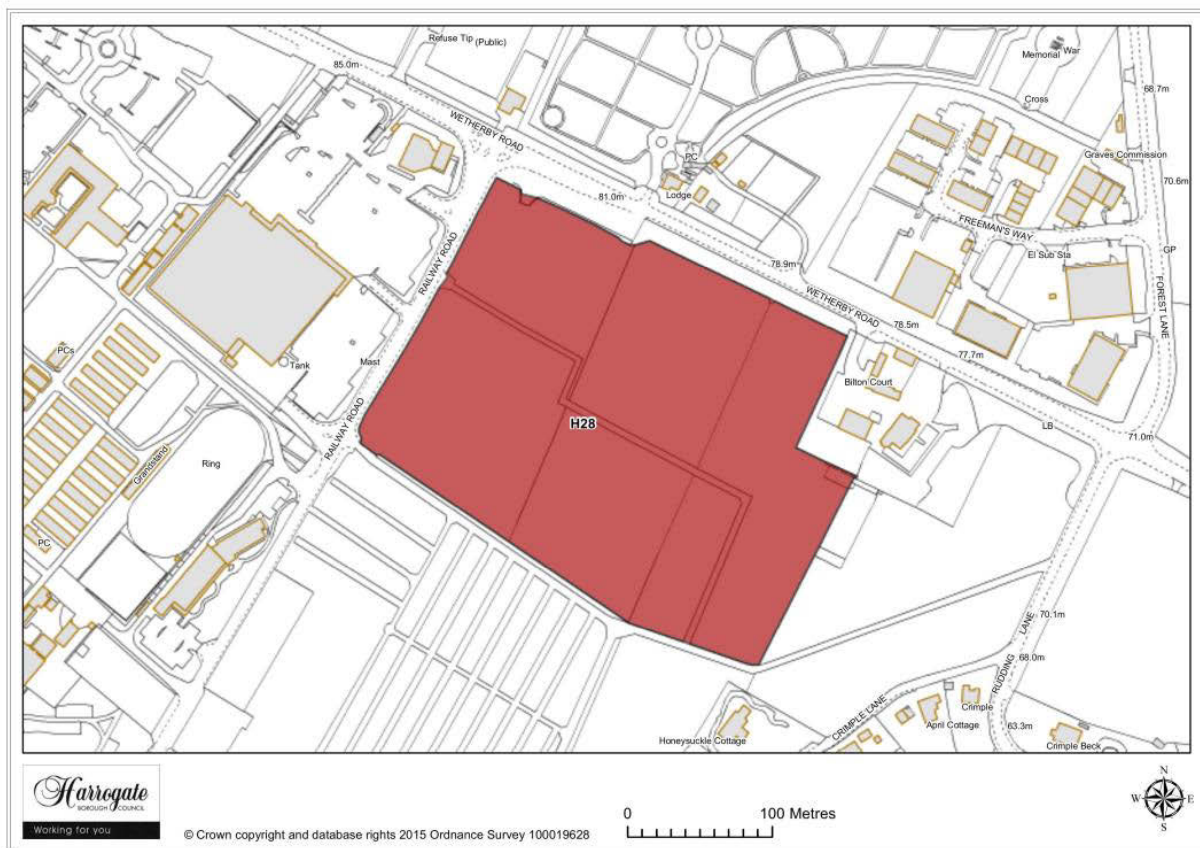 Refuse Tip (Public)
Memorial War
85.0m
68.7m
Cross
WETHERBY ROAD
PC
Graves Commission
70.6m
Lodge
81.0m
FREEMAN'S WAY
GP
El Sub Sta
RAILWAY ROAD
78.9m
FOREST LANE
WETHERBY ROAD
78.5m
77.7m
PCs
Tank
Mast
Bilton Court
H28
LB
71.0m
RAILWAY ROAD
Grandstand
Ring
PC
70.1m
RUDDING LANE
68.0m
CRIMPLE LANE
Crimple
April Cottage
63.3m
Honeysuckle Cottage
Crimple Beck
Harrogate
BOROUGH COUNCIL
Working for you
© Crown copyright and database rights 2015 Ordnance Survey 100019628
0 100 Metres
N
W E
S